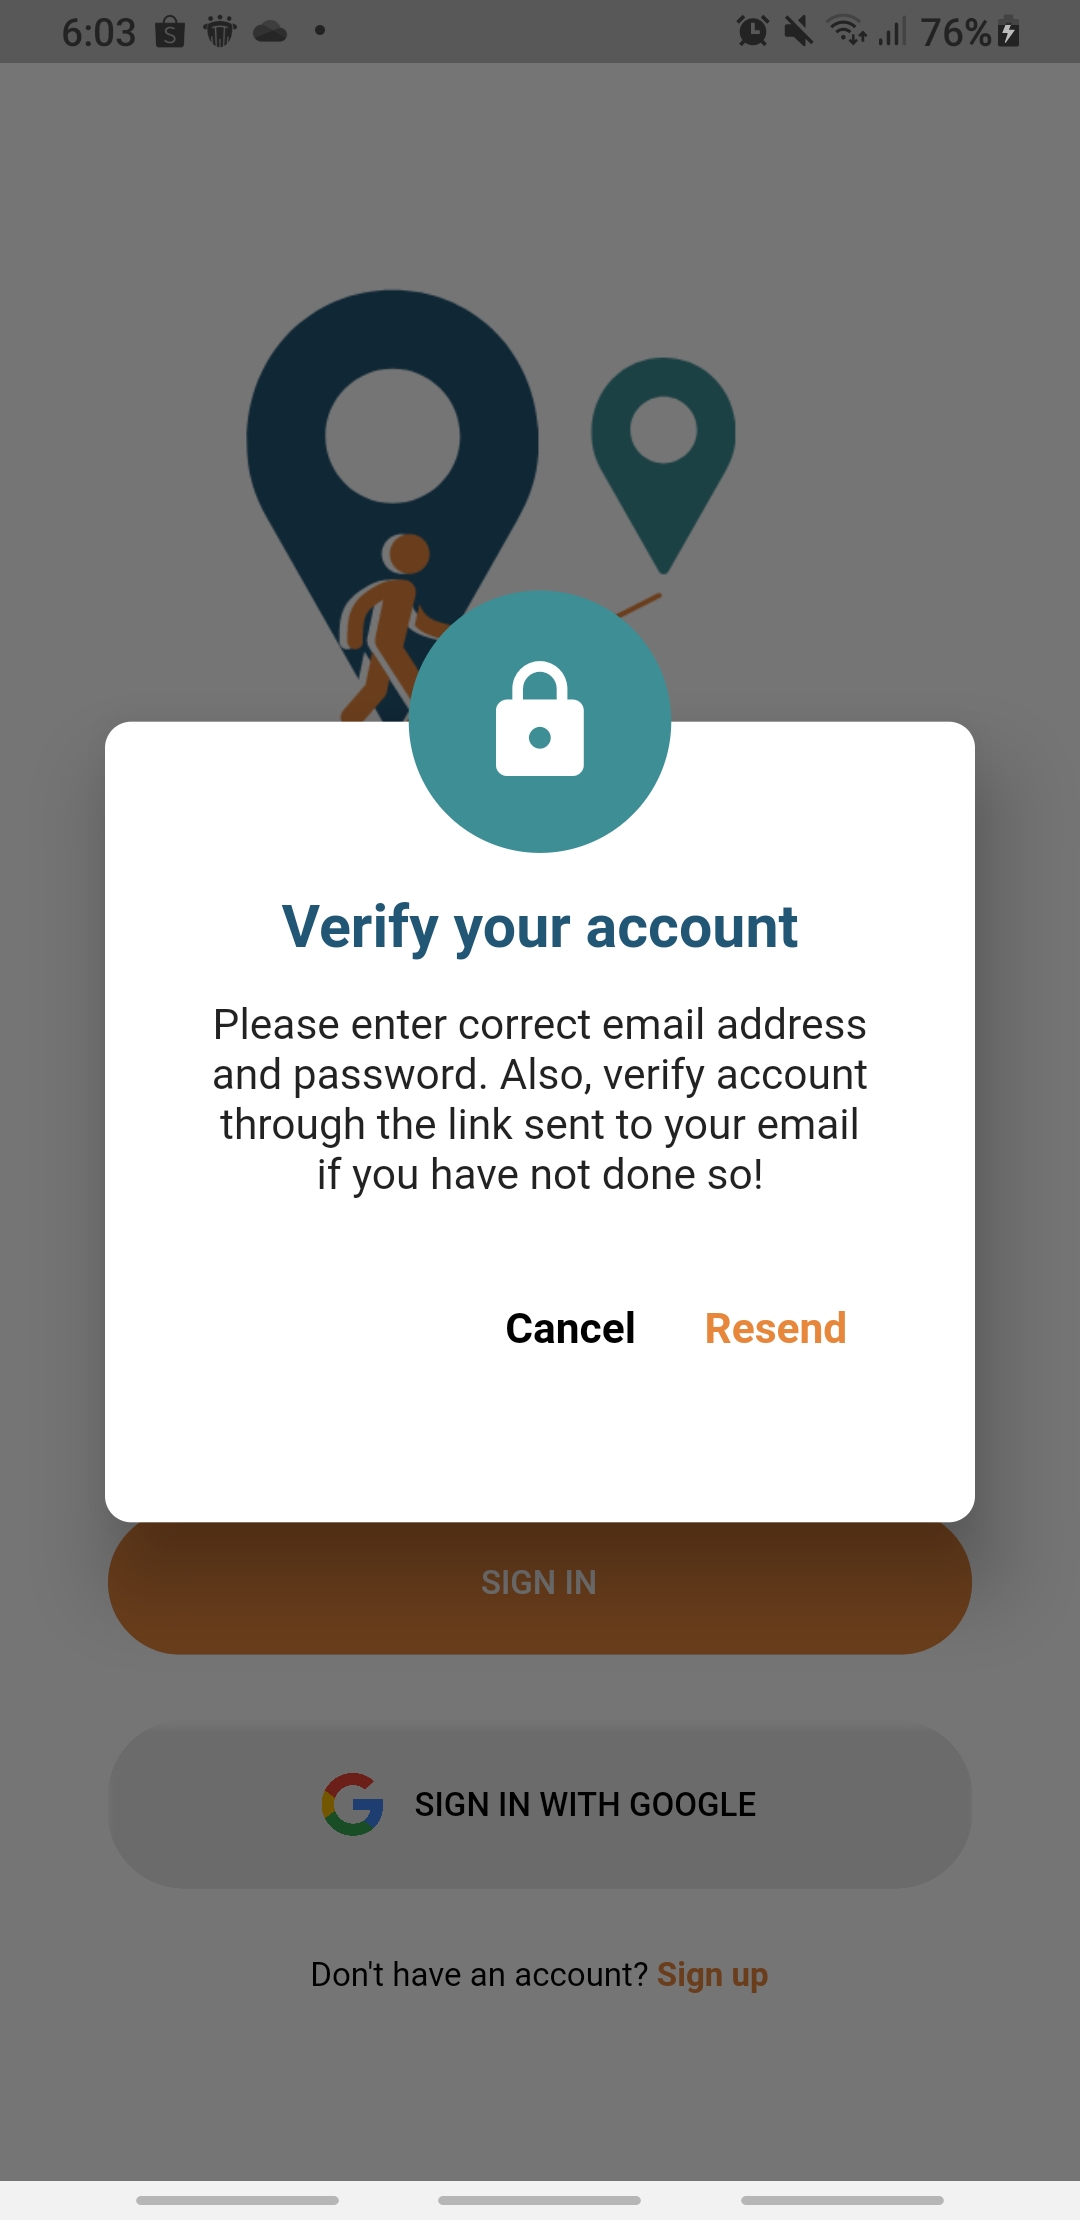 6:03
76%
Verify your account
Please enter correct email address
and password. Also, verify account
through the link sent to your email
if you have not done so!
Cancel Resend
SIGN IN
SIGN IN WITH GOOGLE
Don't have an account? Sign up